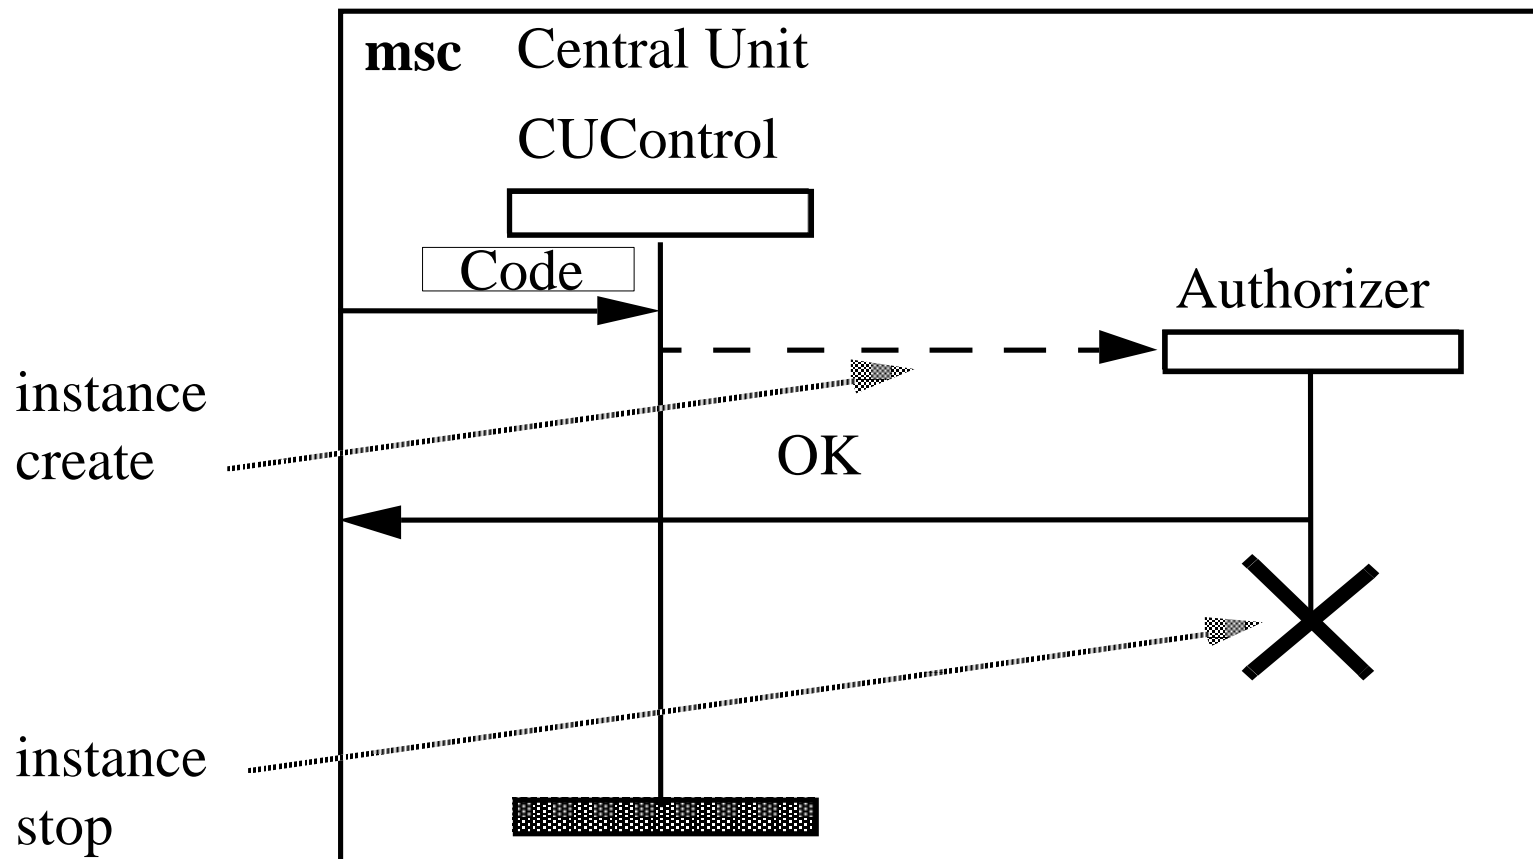 msc Central Unit
CUControl
Code
Authorizer
instance
create
OK
instance
stop